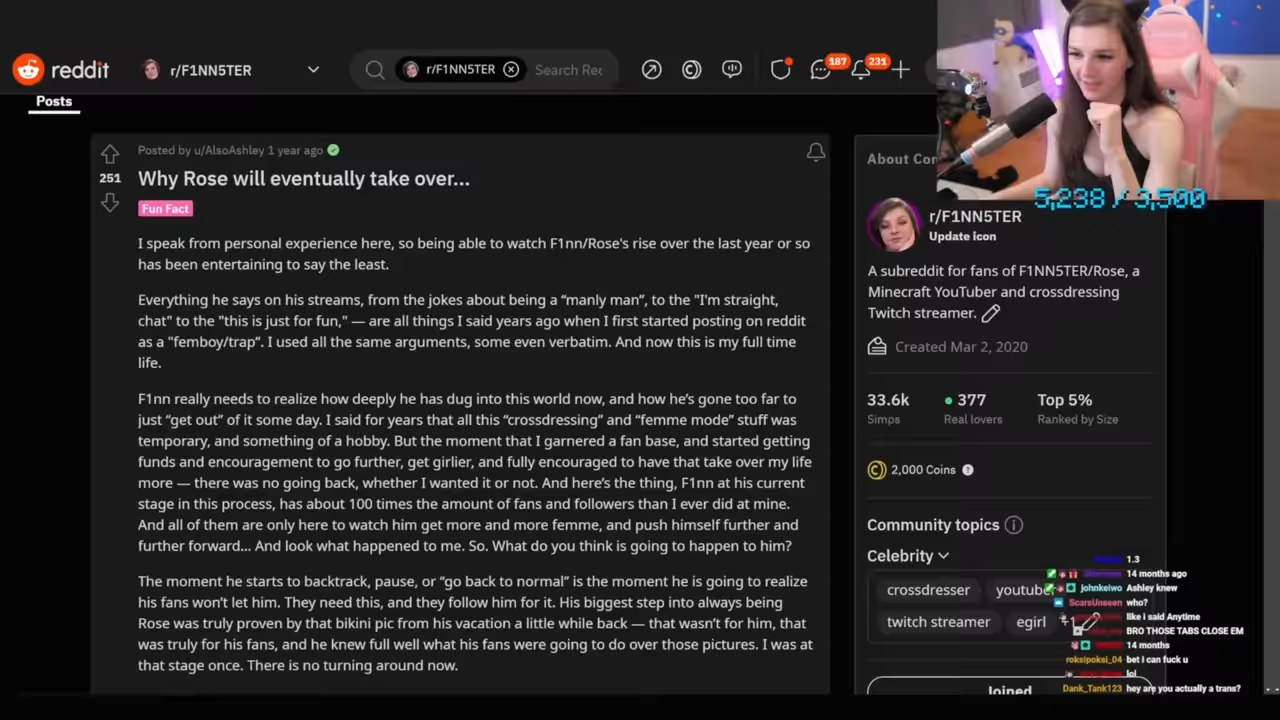 reddit
r/F1NN5TER
r/F1NN5TER
Search Rec
187
231
Posts
Posted by u/AlsoAshley 1 year ago
251
Why Rose will eventually take over...
Fun Fact
I speak from personal experience here, so being able to watch F1nn/Rose's rise over the last year or so
has been entertaining to say the least.
Everything he says on his streams, from the jokes about being a “manly man”, to the "I'm straight,
chat" to the "this is just for fun," — are all things I said years ago when I first started posting on reddit
as a "femboy/trap”. I used all the same arguments, some even verbatim. And now this is my full time
life.
F1nn really needs to realize how deeply he has dug into this world now, and how he’s gone too far to
just “get out” of it some day. I said for years that all this “crossdressing” and “femme mode” stuff was
temporary, and something of a hobby. But the moment that I garnered a fan base, and started getting
funds and encouragement to go further, get girlier, and fully encouraged to have that take over my life
more — there was no going back, whether I wanted it or not. And here’s the thing, F1nn at his current
stage in this process, has about 100 times the amount of fans and followers than I ever did at mine.
And all of them are only here to watch him get more and more femme, and push himself further and
further forward... And look what happened to me. So. What do you think is going to happen to him?
The moment he starts to backtrack, pause, or “go back to normal” is the moment he is going to realize
his fans won’t let him. They need this, and they follow him for it. His biggest step into always being
Rose was truly proven by that bikini pic from his vacation a little while back — that wasn’t for him, that
was truly for his fans, and he knew full well what his fans were going to do over those pictures. I was at
that stage once. There is no turning around now.
About Con
5,238 / 3,500
r/F1NN5TER
Update icon
A subreddit for fans of F1NN5TER/Rose, a
Minecraft YouTuber and crossdressing
Twitch streamer.
Created Mar 2, 2020
33.6k
377
Top 5%
Simps
Real lovers
Ranked by Size
2,000 Coins
Community topics
Celebrity
crossdresser
youtube
twitch streamer
egirl
Joined
1.3
14 months ago
johnkeiwo Ashley knew
ScarsUnseen who?
like i said Anytime
BRO THOSE TABS CLOSE EM
14 months
roksipoksi_04 bet i can fuck u
lol
Dank_Tank123 hey are you actually a trans?